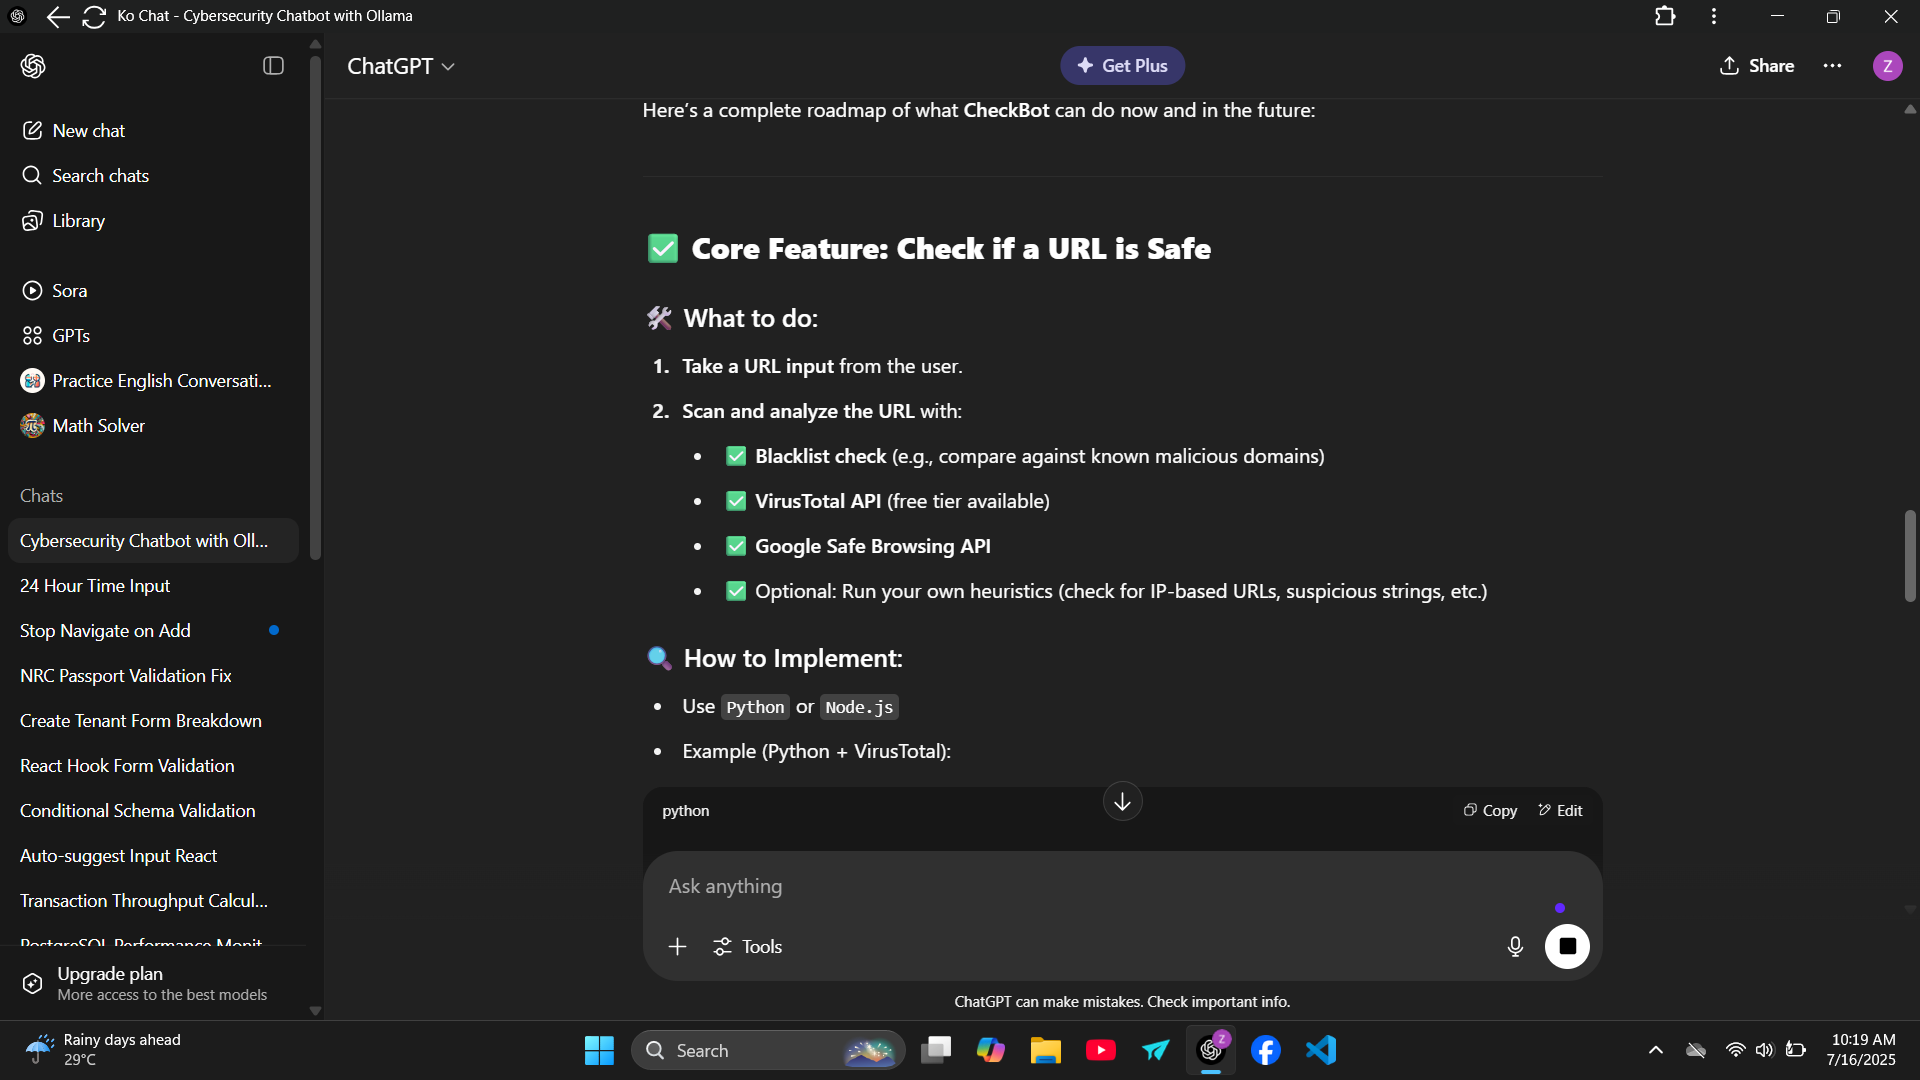 Ko Chat - Cybersecurity Chatbot with Ollama
New chat
Search chats
Library
Sora
GPTs
Practice English Conversati...
Math Solver
Chats
Cybersecurity Chatbot with Oll...
24 Hour Time Input
Stop Navigate on Add
NRC Passport Validation Fix
Create Tenant Form Breakdown
React Hook Form Validation
Conditional Schema Validation
Auto-suggest Input React
Transaction Throughput Calcul...
PostgreSQL Performance Monit
Upgrade plan
More access to the best models
ChatGPT
Get Plus
Share
Z
Here's a complete roadmap of what CheckBot can do now and in the future:
✅ Core Feature: Check if a URL is Safe
🛠 What to do:
1. Take a URL input from the user.
2. Scan and analyze the URL with:
• ✅ Blacklist check (e.g., compare against known malicious domains)
• ✅ VirusTotal API (free tier available)
• ✅ Google Safe Browsing API
• ✅ Optional: Run your own heuristics (check for IP-based URLs, suspicious strings, etc.)
🔍 How to Implement:
• Use Python or Node.js
• Example (Python + VirusTotal):
python
Copy
Edit
Ask anything
Tools
ChatGPT can make mistakes. Check important info.
Rainy days ahead
29°C
Search
Z
10:19 AM
7/16/2025